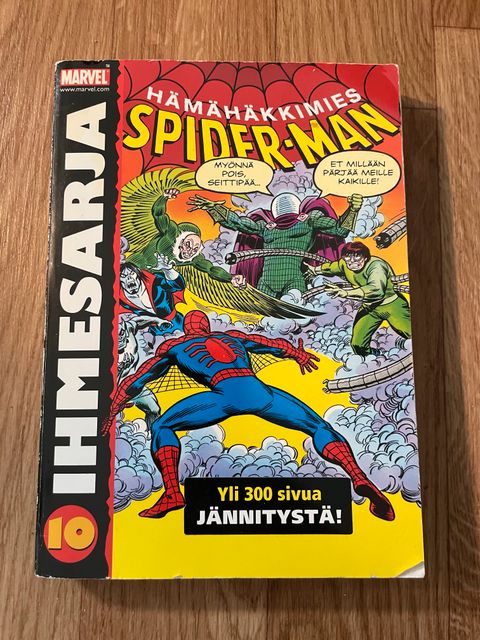 MARVEL
www.marvel.com
IHMESARJA
10
HÄMÄHÄKKIMIES
SPIDER-MAN
MYÖNNÄ
POIS,
SEITTIPÄÄ...
ET MILLÄÄN
PÄRJÄÄ MEILLE
KAIKILLE!
Yli 300 sivua
JÄNNITYSTÄ!